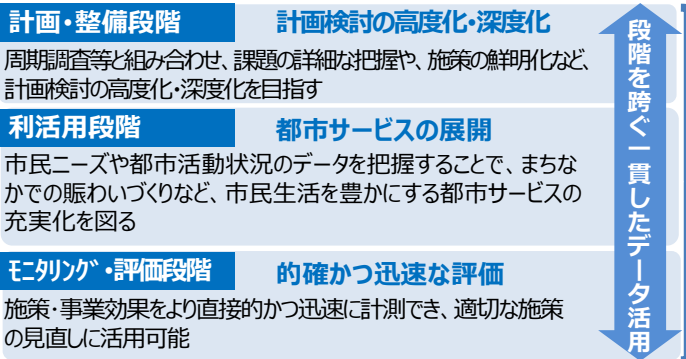 計画・整備段階
計画検討の高度化・深度化
周期調査等と組み合わせ、課題の詳細な把握や、施策の鮮明化など、
計画検討の高度化・深度化を目指す
利活用段階
都市サービスの展開
市民ニーズや都市活動状況のデータを把握することで、まちな
かでの賑わいづくりなど、市民生活を豊かにする都市サービスの
充実化を図る
ﾓﾆﾀﾘﾝｸﾞ・評価段階
的確かつ迅速な評価
施策・事業効果をより直接的かつ迅速に計測でき、適切な施策
の見直しに活用可能
段階を跨ぐ一貫したデータ活用